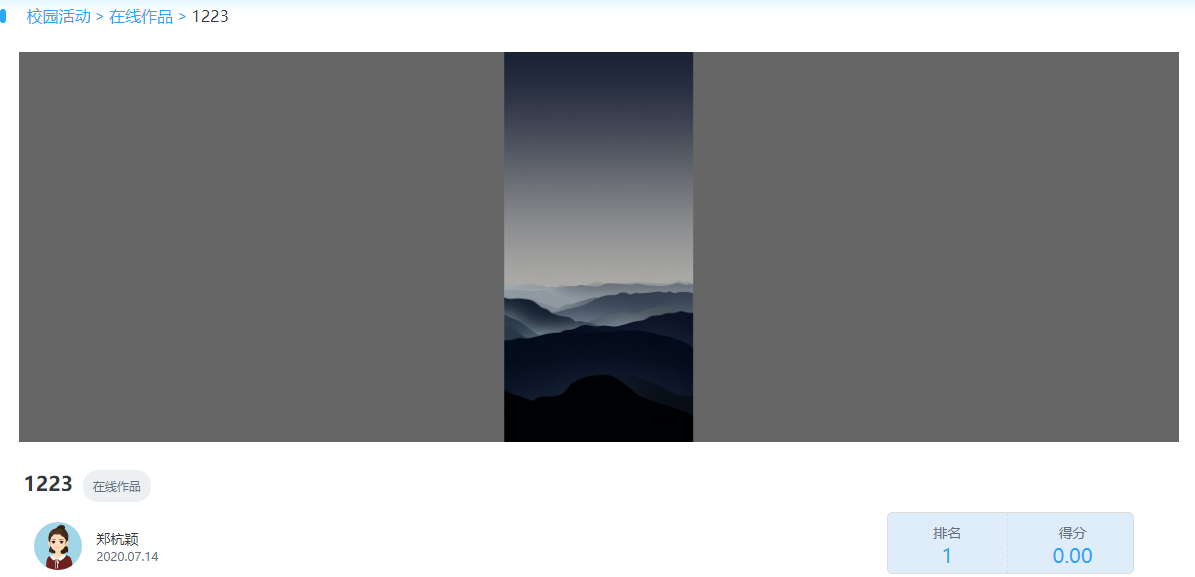 校园活动 > 在线作品 > 1223
1223 在线作品
郑杭颖
2020.07.14
排名 得分
1 0.00